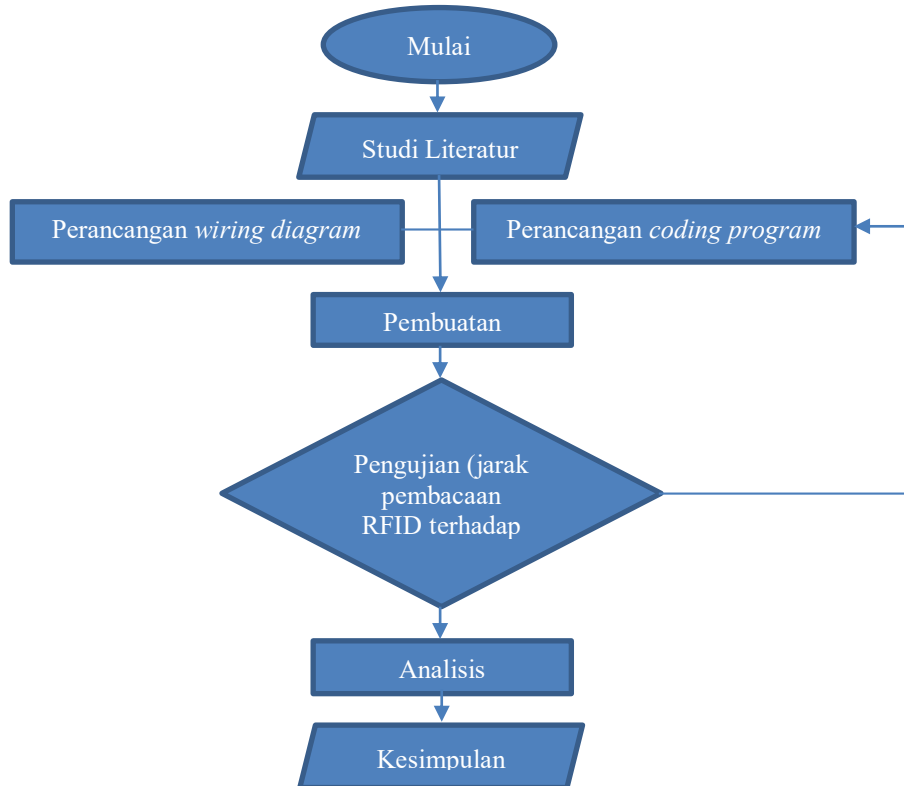 Mulai
Studi Literatur
Perancangan wiring diagram
Perancangan coding program
Pembuatan
Pengujian (jarak
pembacaan
RFID terhadap
Analisis
Kesimpulan